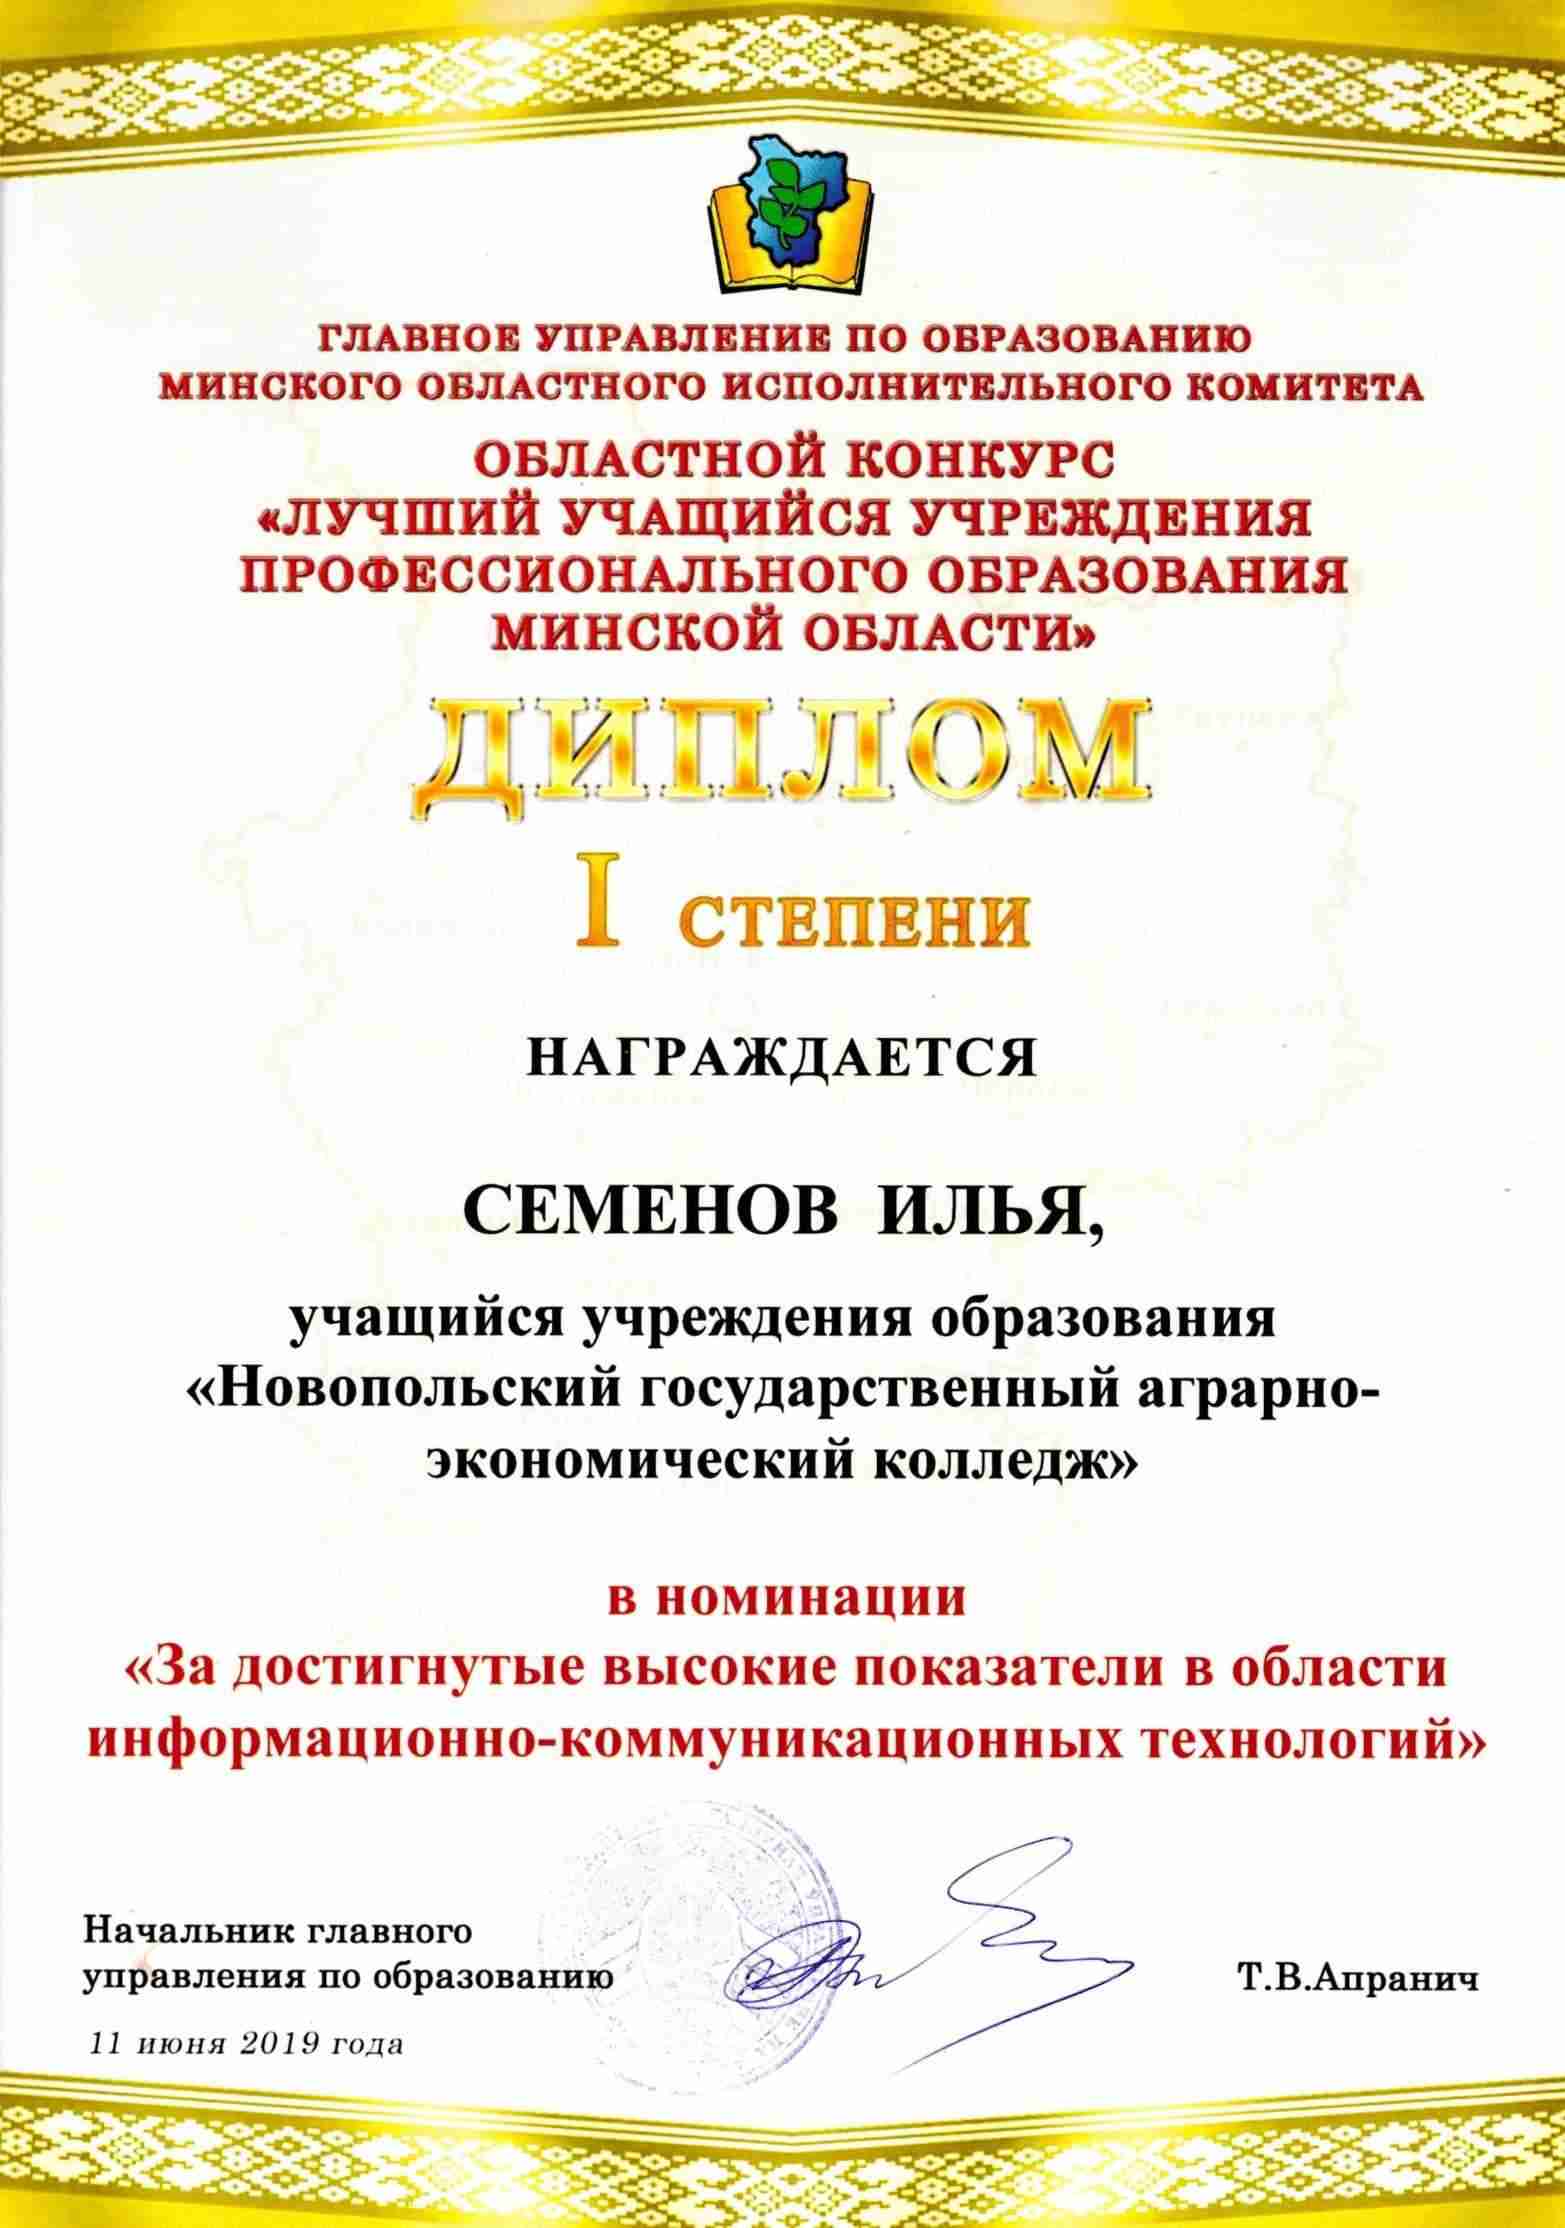 ГЛАВНОЕ УПРАВЛЕНИЕ ПО ОБРАЗОВАНИЮ
МИНСКОГО ОБЛАСТНОГО ИСПОЛНИТЕЛЬНОГО КОМИТЕТА
ОБЛАСТНОЙ КОНКУРС
«ЛУЧШИЙ УЧАЩИЙСЯ УЧРЕЖДЕНИЯ
ПРОФЕССИОНАЛЬНОГО ОБРАЗОВАНИЯ
МИНСКОЙ ОБЛАСТИ»
ДИПЛОМ
I СТЕПЕНИ
НАГРАЖДАЕТСЯ
СЕМЕНОВ ИЛЬЯ,
учащийся учреждения образования
«Новопольский государственный аграрно-
экономический колледж»
в номинации
«За достигнутые высокие показатели в области
информационно-коммуникационных технологий»
Начальник главного
управления по образованию
Т.В.Апранич
11 июня 2019 года